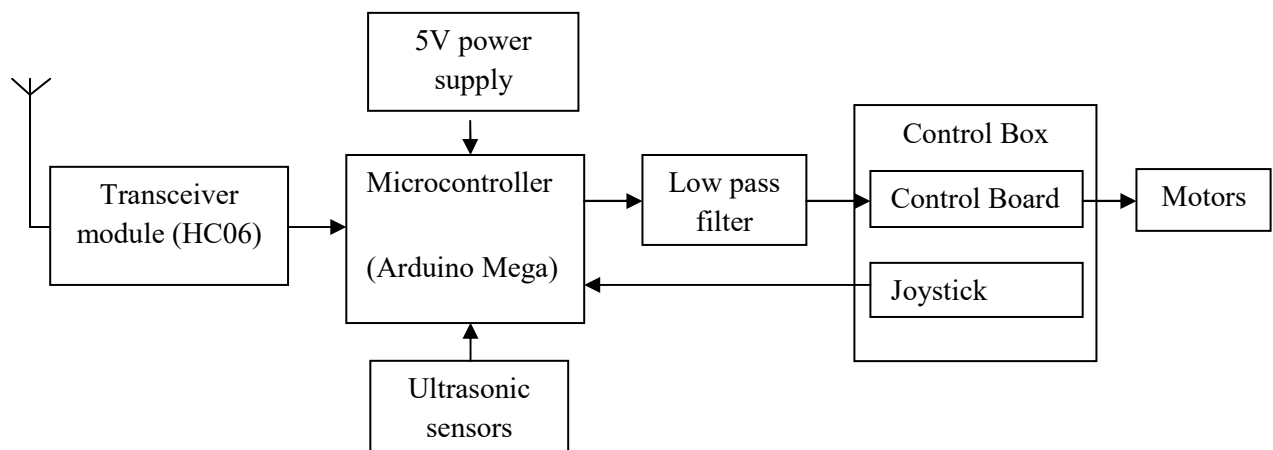 5V power
supply
Transceiver
module (HC06)
Microcontroller
(Arduino Mega)
Low pass
filter
Control Box
Control Board
Motors
Joystick
Ultrasonic
sensors